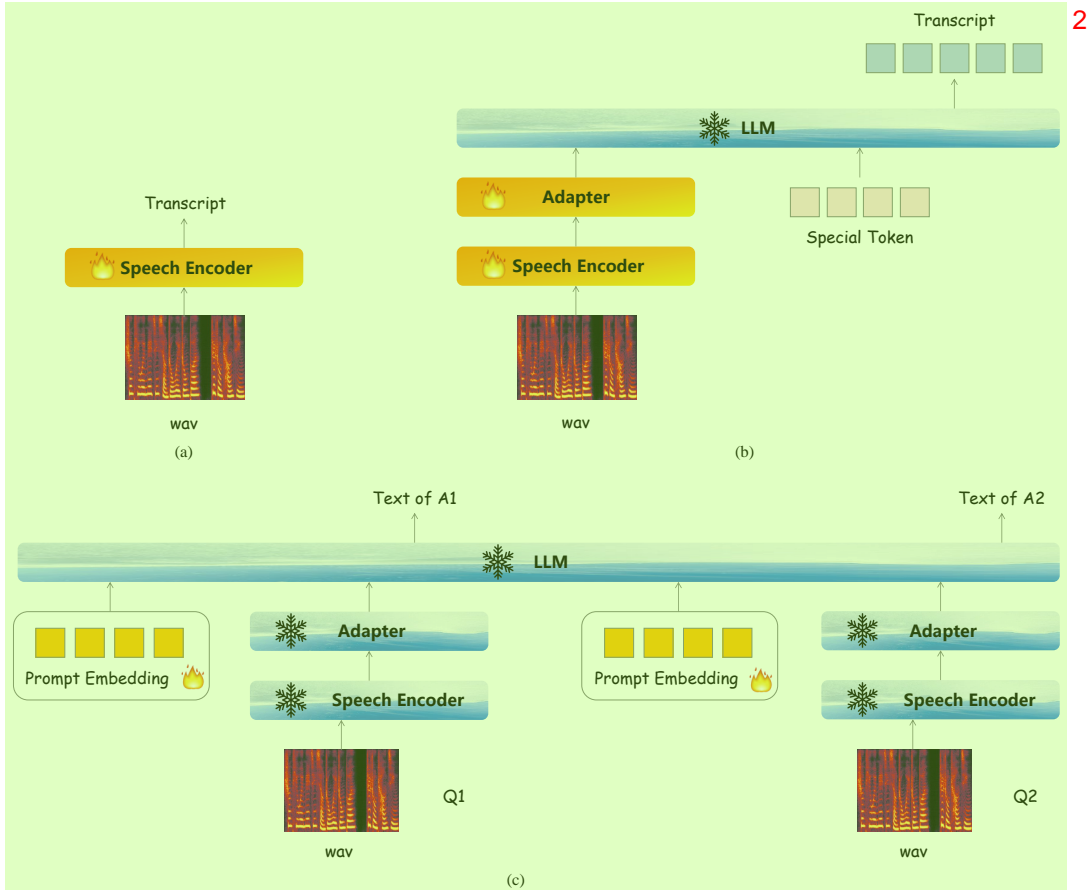 2
Transcript
LLM
Adapter
Special Token
Speech Encoder
wav
(b)
Transcript
Speech Encoder
wav
(a)
Text of A1
Text of A2
LLM
Prompt Embedding
Adapter
Speech Encoder
Q1
wav
Prompt Embedding
Adapter
Speech Encoder
Q2
wav
(c)